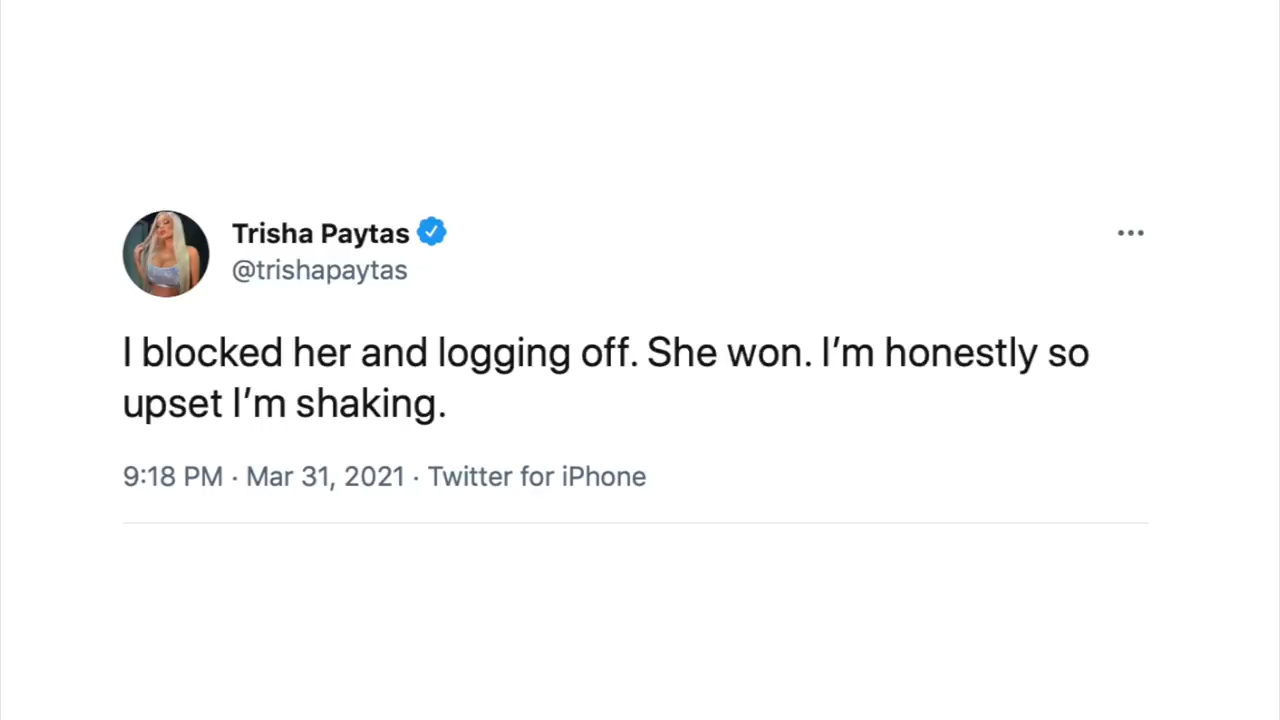 Trisha Paytas
@trishapaytas
I blocked her and logging off. She won. I’m honestly so
upset I’m shaking.
9:18 PM · Mar 31, 2021 · Twitter for iPhone